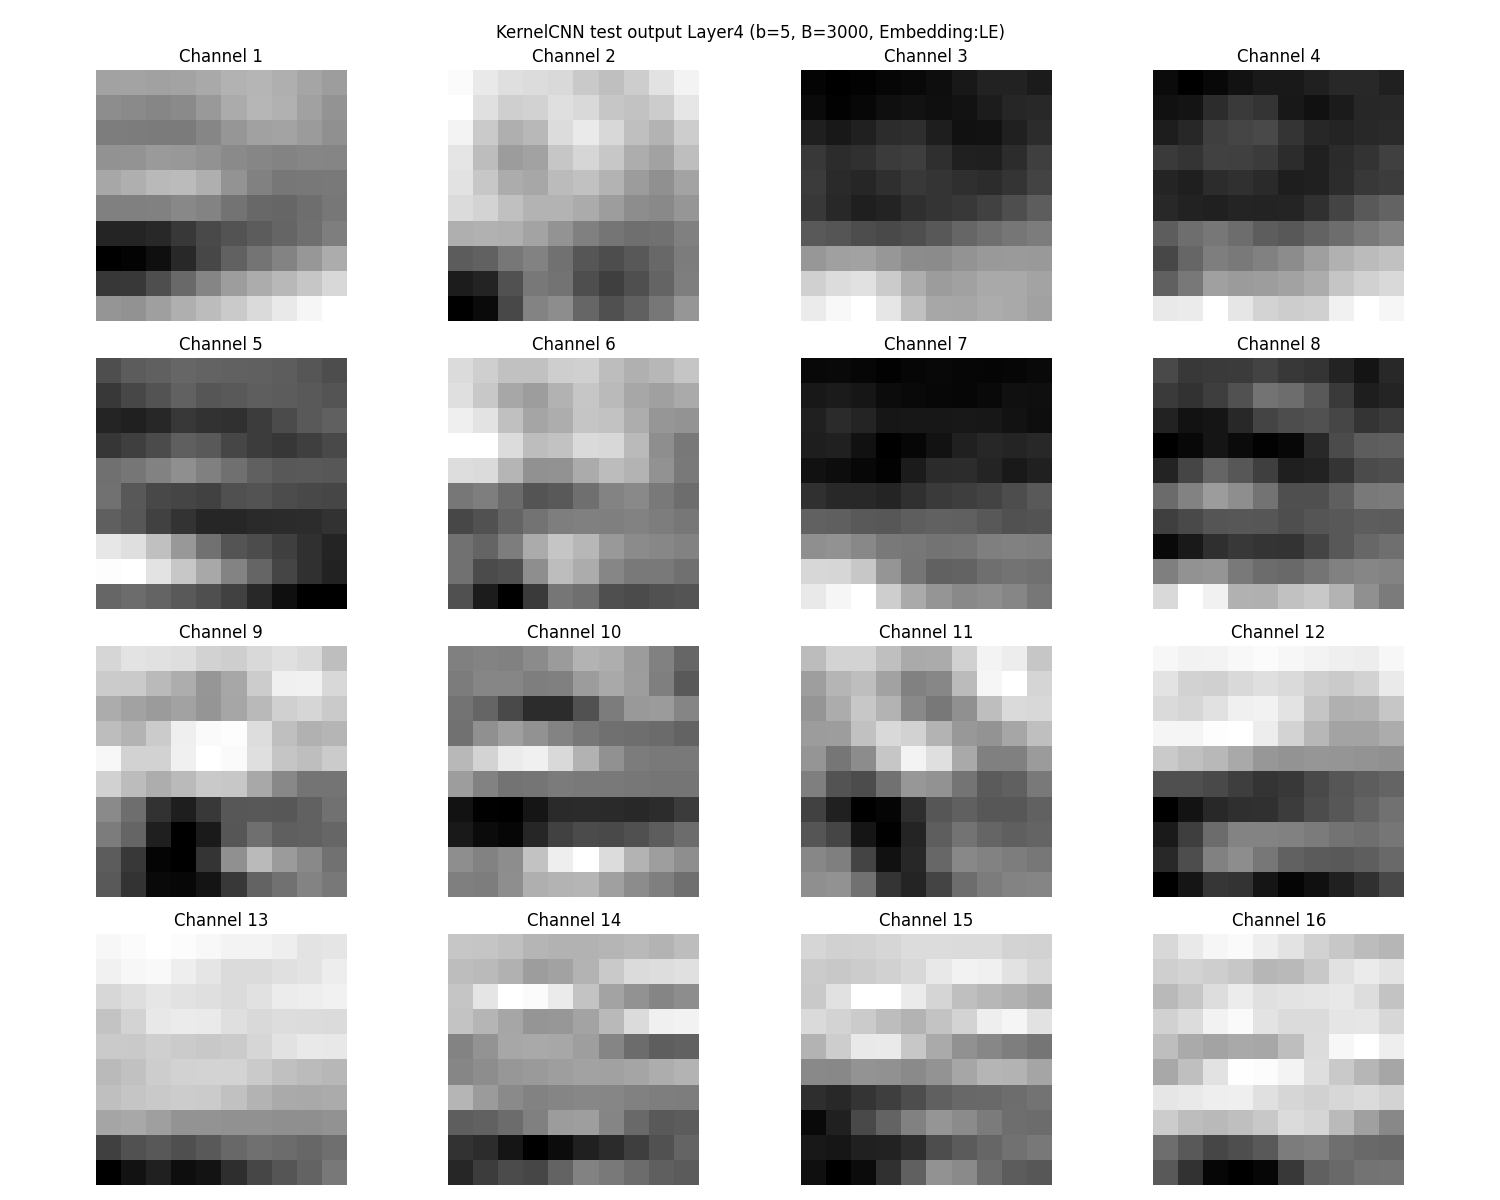 KernelCNN test output Layer4 (b=5, B=3000, Embedding:LE)
Channel 1
Channel 2
Channel 3
Channel 4
Channel 5
Channel 6
Channel 7
Channel 8
Channel 9
Channel 10
Channel 11
Channel 12
Channel 13
Channel 14
Channel 15
Channel 16